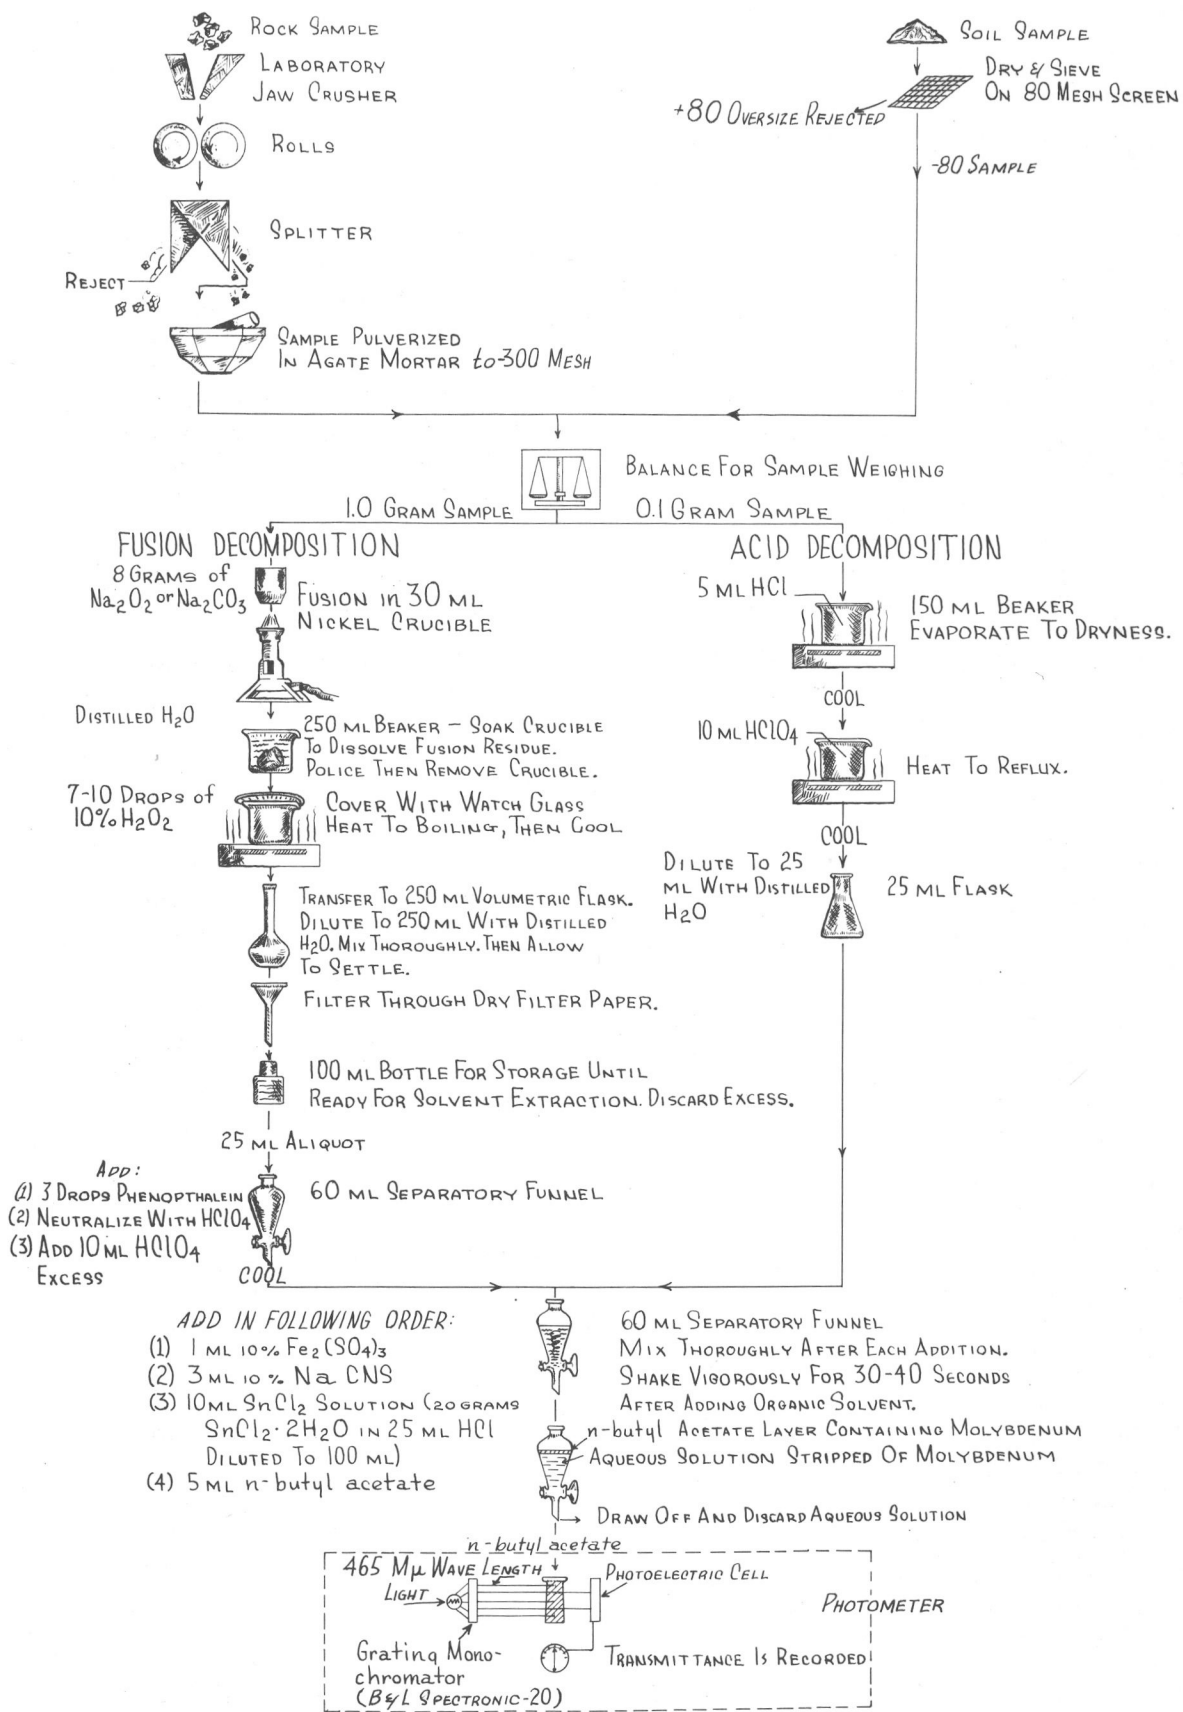 ROCK SAMPLE
LABORATORY
JAW CRUSHER
ROLLS
SPLITTER
REJECT
SAMPLE PULVERIZED
IN AGATE MORTAR to-300 MESH
SOIL SAMPLE
DRY & SIEVE
ON 80 MESH SCREEN
+80 OVERSIZE REJECTED
-80 SAMPLE
BALANCE FOR SAMPLE WEIGHING
1.0 GRAM SAMPLE
0.1 GRAM SAMPLE
FUSION DECOMPOSITION
8 GRAMS of
Na2O2 or Na2CO3
FUSION in 30 ML
NICKEL CRUCIBLE
DISTILLED H2O
250 ML BEAKER – SOAK CRUCIBLE
TO DISSOLVE FUSION RESIDUE.
POLICE THEN REMOVE CRUCIBLE.
7-10 DROPS of
10% H2O2
COVER WITH WATCH GLASS
HEAT TO BOILING, THEN COOL
TRANSFER TO 250 ML VOLUMETRIC FLASK.
DILUTE TO 250 ML WITH DISTILLED
H2O. MIX THOROUGHLY. THEN ALLOW
TO SETTLE.
FILTER THROUGH DRY FILTER PAPER.
100 ML BOTTLE FOR STORAGE UNTIL
READY FOR SOLVENT EXTRACTION. DISCARD EXCESS.
25 ML ALIQUOT
ADD:
(1) 3 DROPS PHENOPTHALEIN
(2) NEUTRALIZE WITH HClO4
(3) ADD 10 ML HClO4
EXCESS
60 ML SEPARATORY FUNNEL
COOL
ACID DECOMPOSITION
5 ML HCl
150 ML BEAKER
EVAPORATE TO DRYNESS.
COOL
10 ML HClO4
HEAT TO REFLUX.
COOL
DILUTE TO 25
ML WITH DISTILLED
H2O
25 ML FLASK
ADD IN FOLLOWING ORDER:
(1) 1 ML 10% Fe2(SO4)3
(2) 3 ML 10% Na CNS
(3) 10 ML SnCl2 SOLUTION (20 GRAMS
SnCl2·2H2O IN 25 ML HCl
DILUTED TO 100 ML)
(4) 5 ML n-butyl acetate
60 ML SEPARATORY FUNNEL
MIX THOROUGHLY AFTER EACH ADDITION.
SHAKE VIGOROUSLY FOR 30-40 SECONDS
AFTER ADDING ORGANIC SOLVENT.
n-butyl ACETATE LAYER CONTAINING MOLYBDENUM
AQUEOUS SOLUTION STRIPPED OF MOLYBDENUM
DRAW OFF AND DISCARD AQUEOUS SOLUTION
n-butyl acetate
465 Mµ WAVE LENGTH
LIGHT
PHOTOELECTRIC CELL
PHOTOMETER
Grating Mono-
chromator
(B&L SPECTRONIC-20)
TRANSMITTANCE IS RECORDED